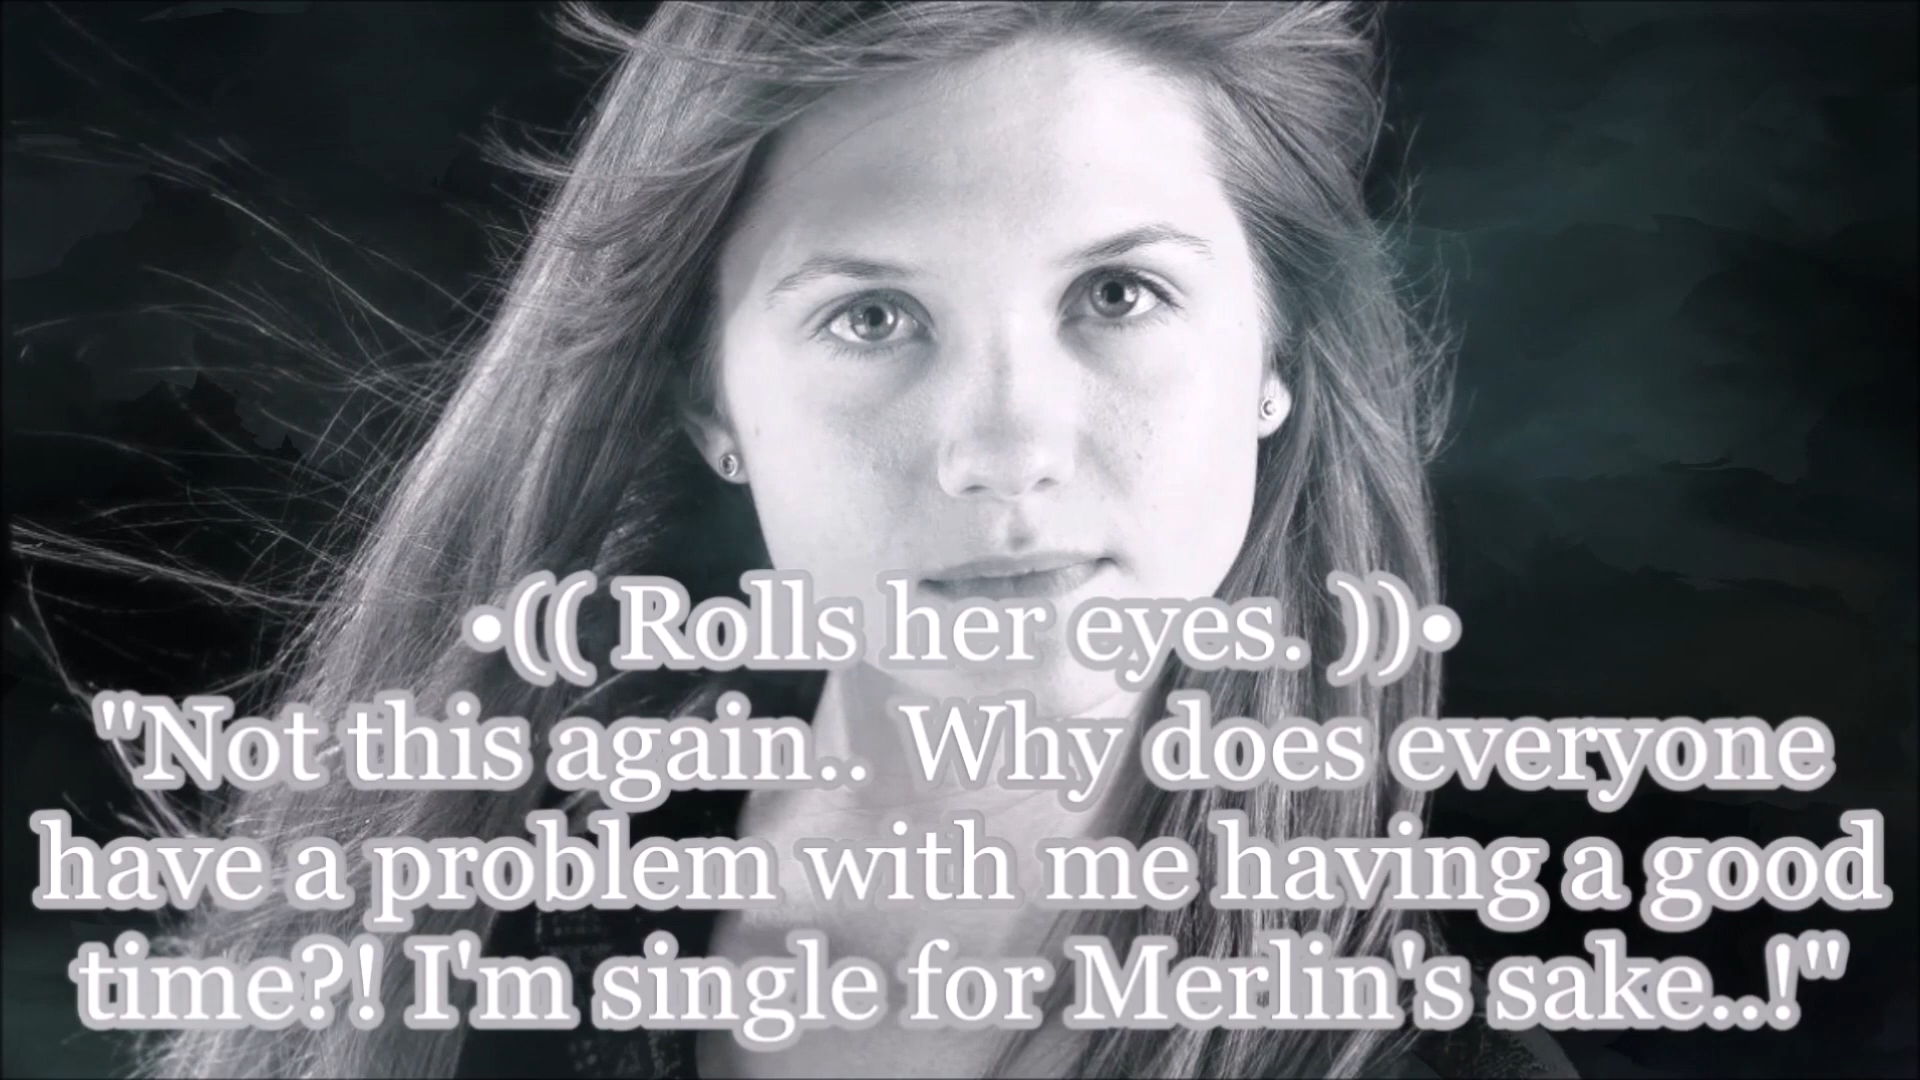 •(( Rolls her eyes. ))•
"Not this again.. Why does everyone
have a problem with me having a good
time?! I'm single for Merlin's sake..!"